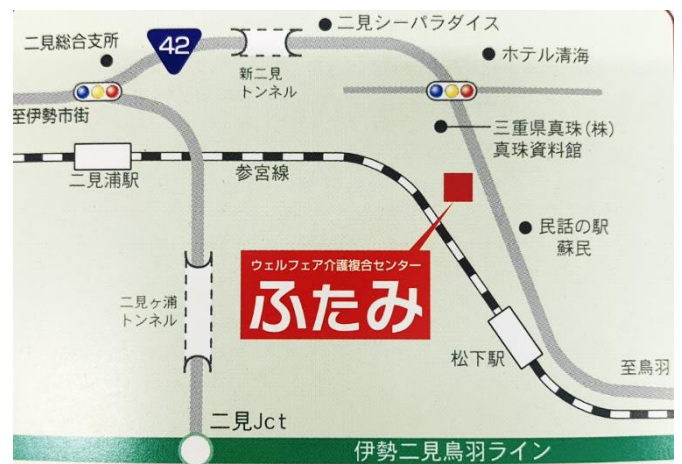 二見シーパラダイス
二見総合支所
42
ホテル清海
新二見
トンネル
至伊勢市街
三重県真珠(株)
真珠資料館
二見浦駅
参宮線
民話の駅
蘇民
ウェルフェア介護複合センター
ふたみ
二見ヶ浦
トンネル
松下駅
至鳥羽
二見Jct
伊勢二見鳥羽ライン